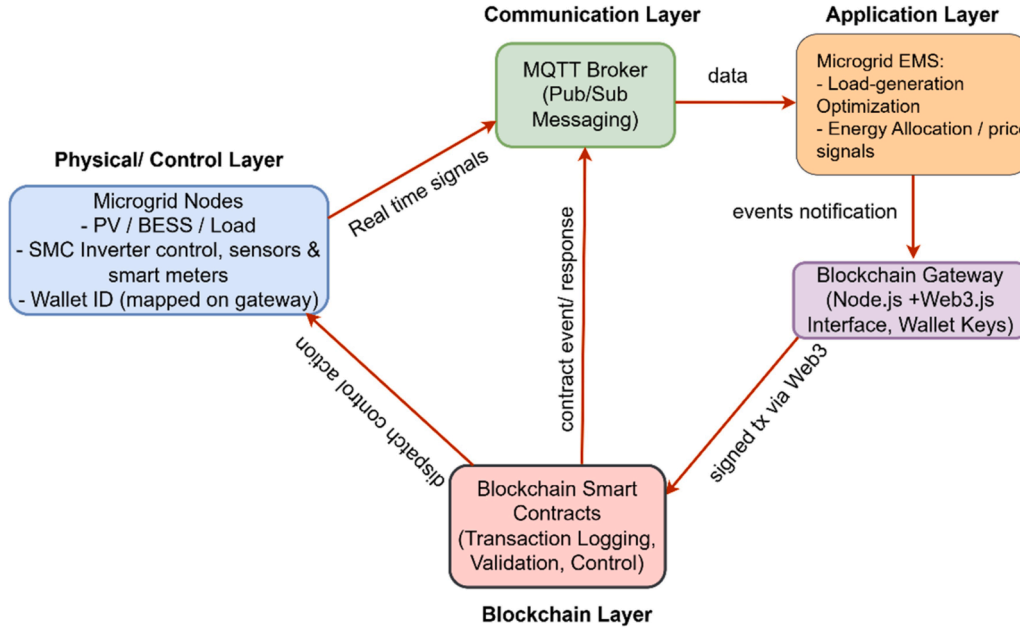 Communication Layer
Application Layer
MQTT Broker
(Pub/Sub
Messaging)
data
Microgrid EMS:
- Load-generation
Optimization
- Energy Allocation / price
signals
Physical/ Control Layer
Microgrid Nodes
- PV / BESS / Load
- SMC Inverter control, sensors &
smart meters
- Wallet ID (mapped on gateway)
Real time signals
events notification
Blockchain Gateway
(Node.js +Web3.js
Interface, Wallet Keys)
contract event/ response
dispatch control action
signed tx via Web3
Blockchain Smart
Contracts
(Transaction Logging,
Validation, Control)
Blockchain Layer